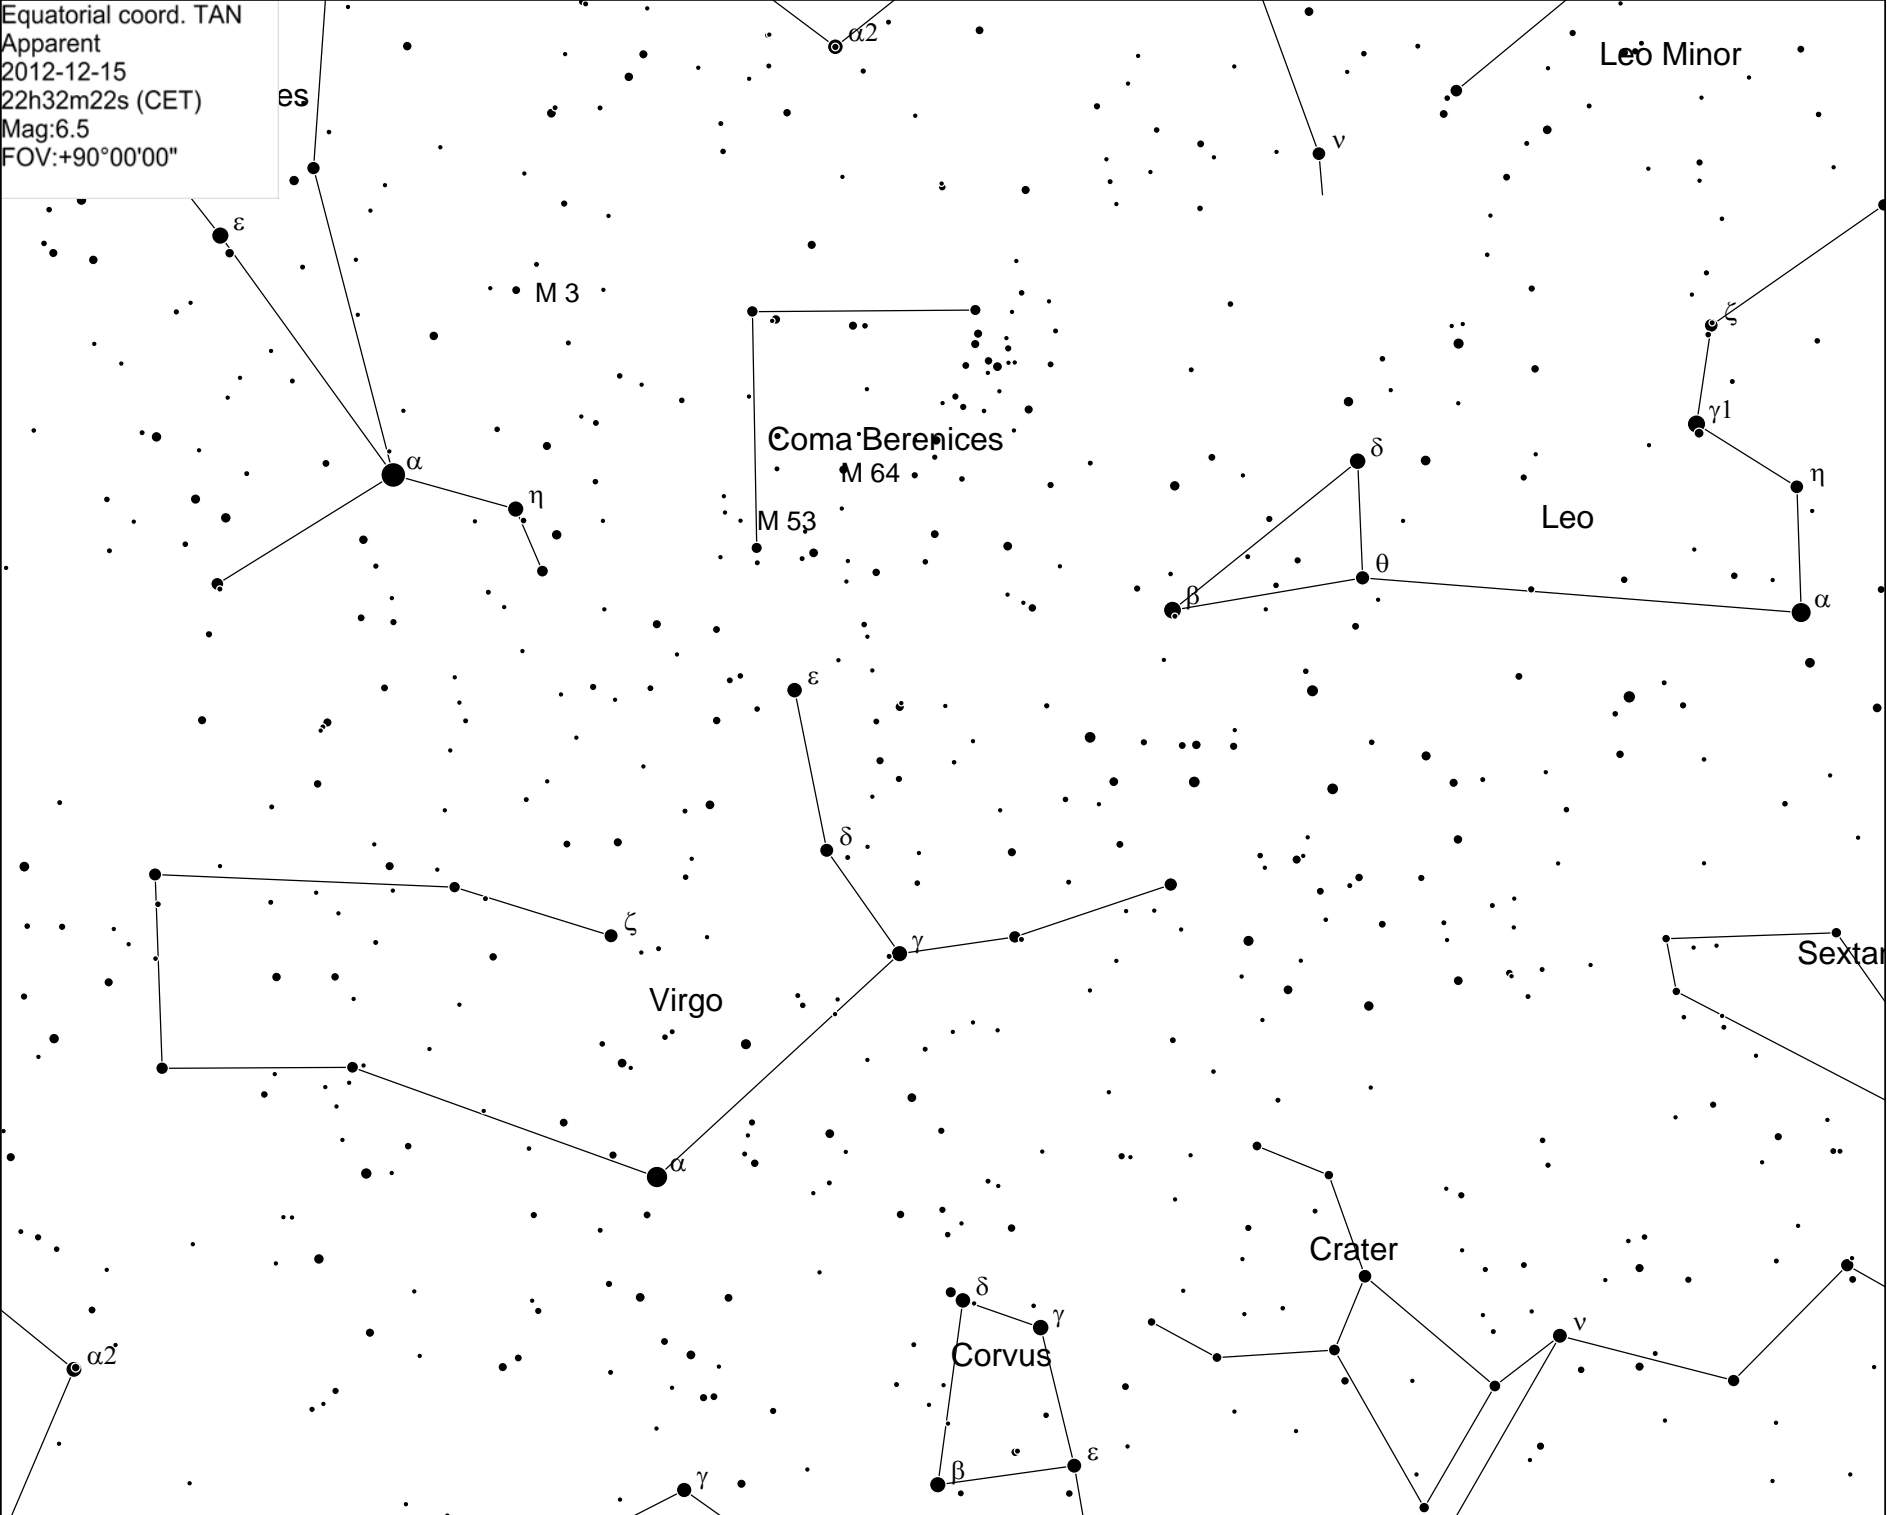 Equatorial coord. TAN
Apparent
2012-12-15
22h32m22s (CET)
Mag:6.5
FOV:+90°00'00"
es
α2
Leo Minor
ν
ε
M 3
ζ
γ1
Coma Berenices
δ
α
M 64
η
η
M 53
Leo
θ
β
α
ε
δ
ζ
γ
Sextar
Virgo
α
Crater
δ
γ
ν
α2
Corvus
ε
β
γ